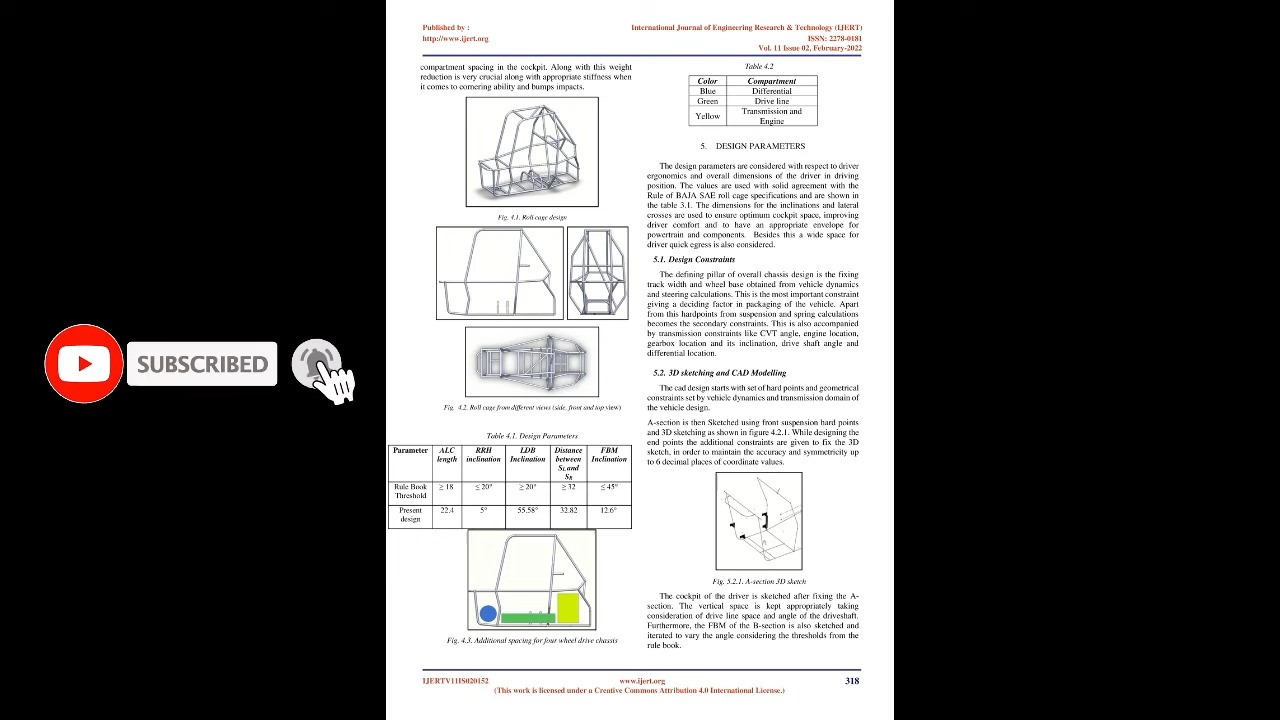 Published by :
http://www.ijert.org
International Journal of Engineering Research & Technology (IJERT)
ISSN: 2278-0181
Vol. 11 Issue 02, February-2022
compartment spacing in the cockpit. Along with this weight
reduction is very crucial along with appropriate stiffness when
it comes to cornering ability and bumps impacts.
Fig. 4.1. Roll cage design
Fig. 4.2. Roll cage from different views (side, front and top view)
Table 4.1. Design Parameters
Parameter ALC length RRH inclination LDB Inclination Distance between SL and SR FBM Inclination
Rule Book Threshold ≥ 18 ≤ 20° ≥ 20° ≥ 32 ≤ 45°
Present design 22.4 5° 55.58° 32.82 12.6°
Fig. 4.3. Additional spacing for four wheel drive chassis
Table 4.2
Color Compartment
Blue Differential
Green Drive line
Yellow Transmission and Engine
5. DESIGN PARAMETERS
The design parameters are considered with respect to driver
ergonomics and overall dimensions of the driver in driving
position. The values are used with solid agreement with the
Rule of BAJA SAE roll cage specifications and are shown in
the table 3.1. The dimensions for the inclinations and lateral
crosses are used to ensure optimum cockpit space, improving
driver comfort and to have an appropriate envelope for
powertrain and components. Besides this a wide space for
driver quick egress is also considered.
5.1. Design Constraints
The defining pillar of overall chassis design is the fixing
track width and wheel base obtained from vehicle dynamics
and steering calculations. This is the most important constraint
giving a deciding factor in packaging of the vehicle. Apart
from this hardpoints from suspension and spring calculations
becomes the secondary constraints. This is also accompanied
by transmission constraints like CVT angle, engine location,
gearbox location and its inclination, drive shaft angle and
differential location.
5.2. 3D sketching and CAD Modelling
The cad design starts with set of hard points and geometrical
constraints set by vehicle dynamics and transmission domain of
the vehicle design.
A-section is then Sketched using front suspension hard points
and 3D sketching as shown in figure 4.2.1. While designing the
end points the additional constraints are given to fix the 3D
sketch, in order to maintain the accuracy and symmetricity up
to 6 decimal places of coordinate values.
Fig. 5.2.1. A-section 3D sketch
The cockpit of the driver is sketched after fixing the A-
section. The vertical space is kept appropriately taking
consideration of drive line space and angle of the driveshaft.
Furthermore, the FBM of the B-section is also sketched and
iterated to vary the angle considering the thresholds from the
rule book.
IJERTV11IS020152
www.ijert.org
318
(This work is licensed under a Creative Commons Attribution 4.0 International License.)
SUBSCRIBED